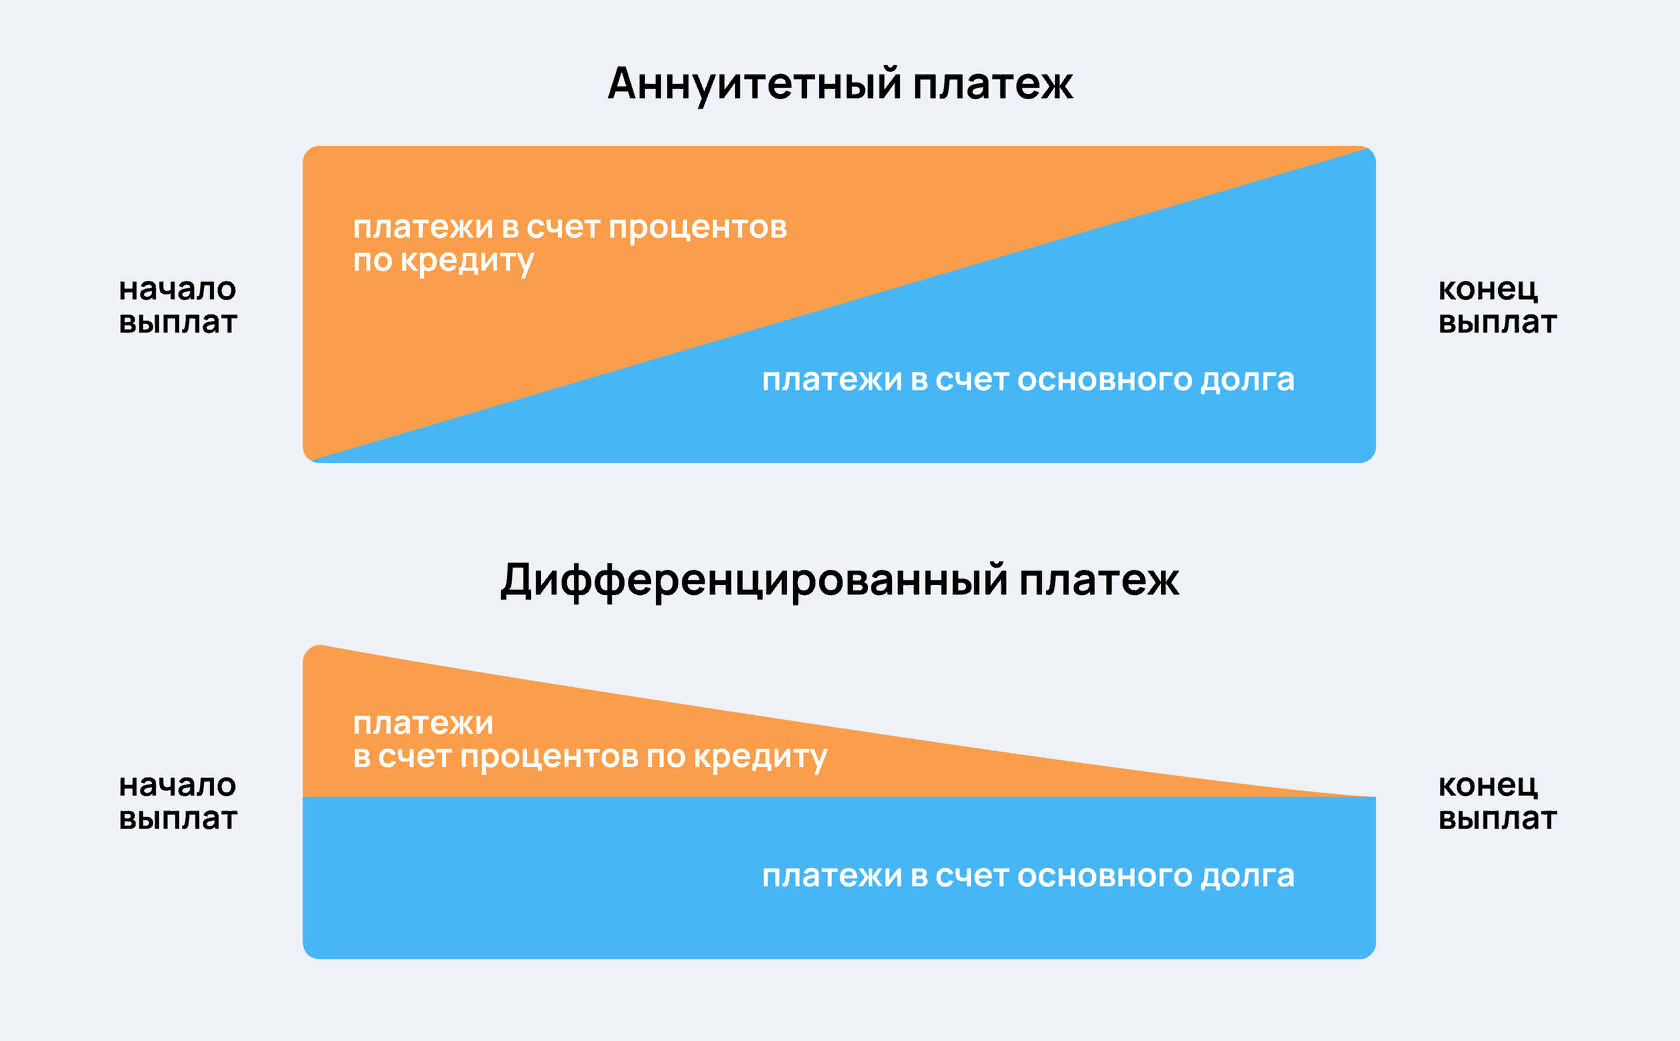 Аннуитетный платеж
платежи в счет процентов
по кредиту
начало
выплат
конец
выплат
платежи в счет основного долга
Дифференцированный платеж
платежи
в счет процентов по кредиту
начало
выплат
конец
выплат
платежи в счет основного долга